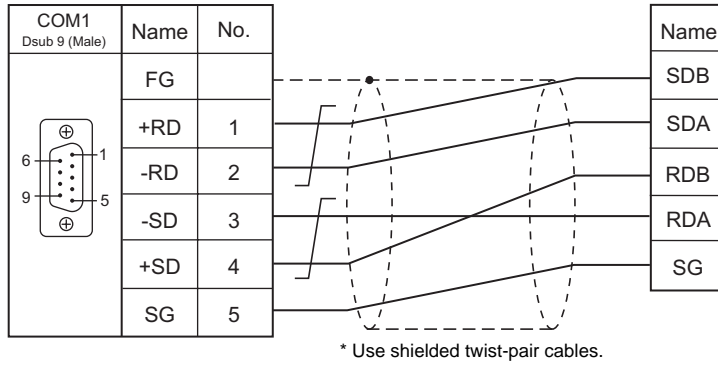 COM1
Dsub 9 (Male)
Name No.
Name
FG
SDB
+RD 1
SDA
-RD 2
RDB
-SD 3
RDA
+SD 4
SG
SG 5
6 1
9 5
* Use shielded twist-pair cables.